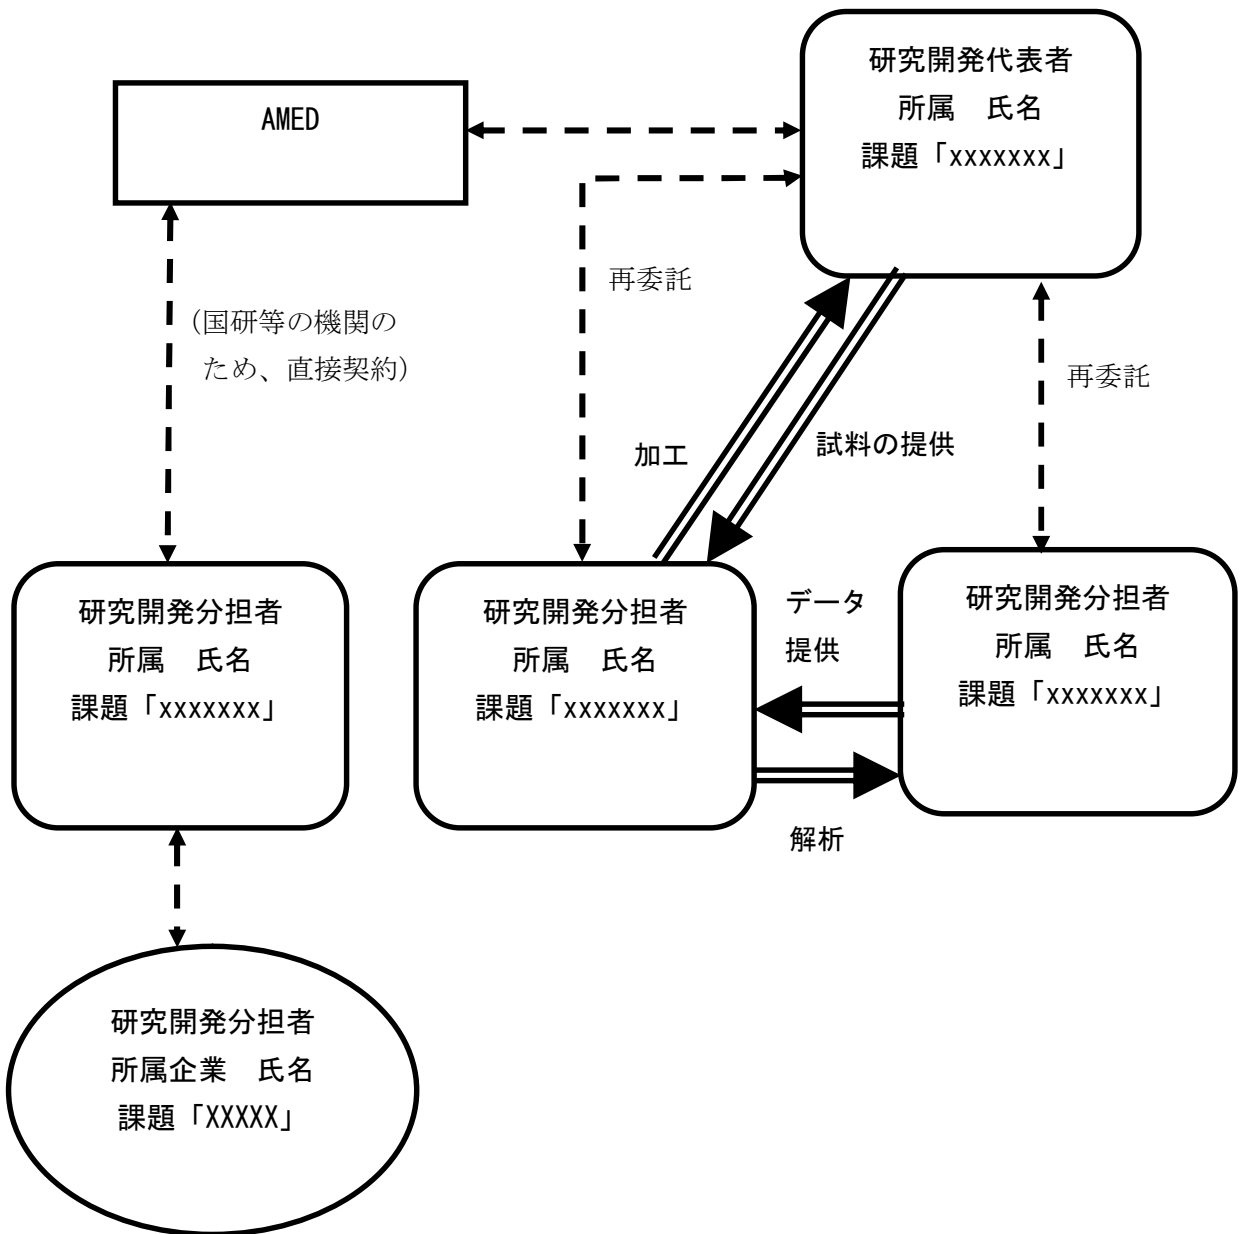 研究開発代表者
所属　氏名
課題「xxxxxxx」
AMED
再委託
（国研等の機関の
ため、直接契約）
再委託
加工
試料の提供
研究開発分担者
所属　氏名
課題「xxxxxxx」
研究開発分担者
所属　氏名
課題「xxxxxxx」
データ
提供
研究開発分担者
所属　氏名
課題「xxxxxxx」
解析
研究開発分担者
所属企業　氏名
課題「XXXXX」